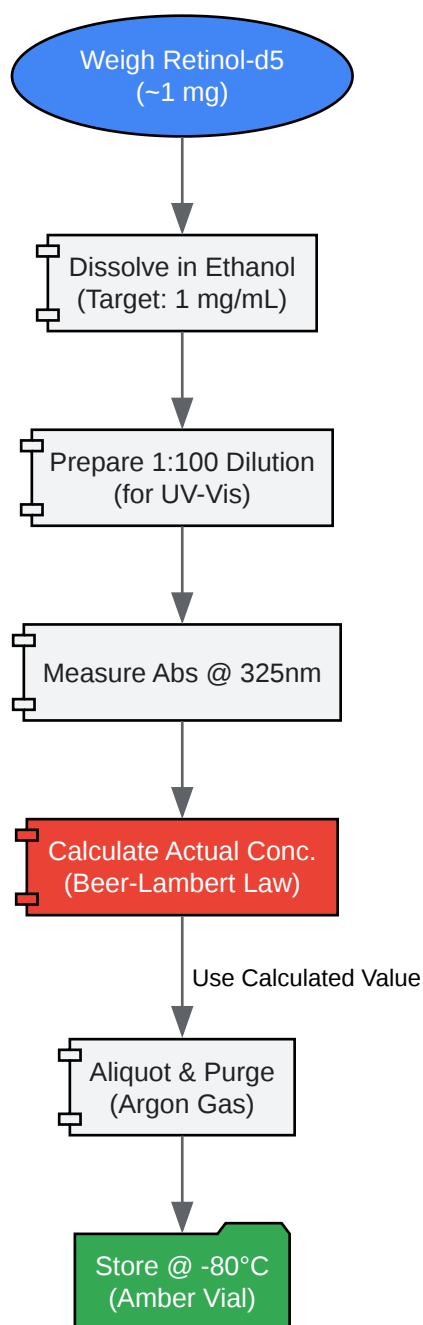 Weigh Retinol-d5
(~1 mg)
Dissolve in Ethanol
(Target: 1 mg/mL)
Prepare 1:100 Dilution
(for UV-Vis)
Measure Abs @ 325nm
Calculate Actual Conc.
(Beer-Lambert Law)
Use Calculated Value
Aliquot & Purge
(Argon Gas)
Store @ -80°C
(Amber Vial)